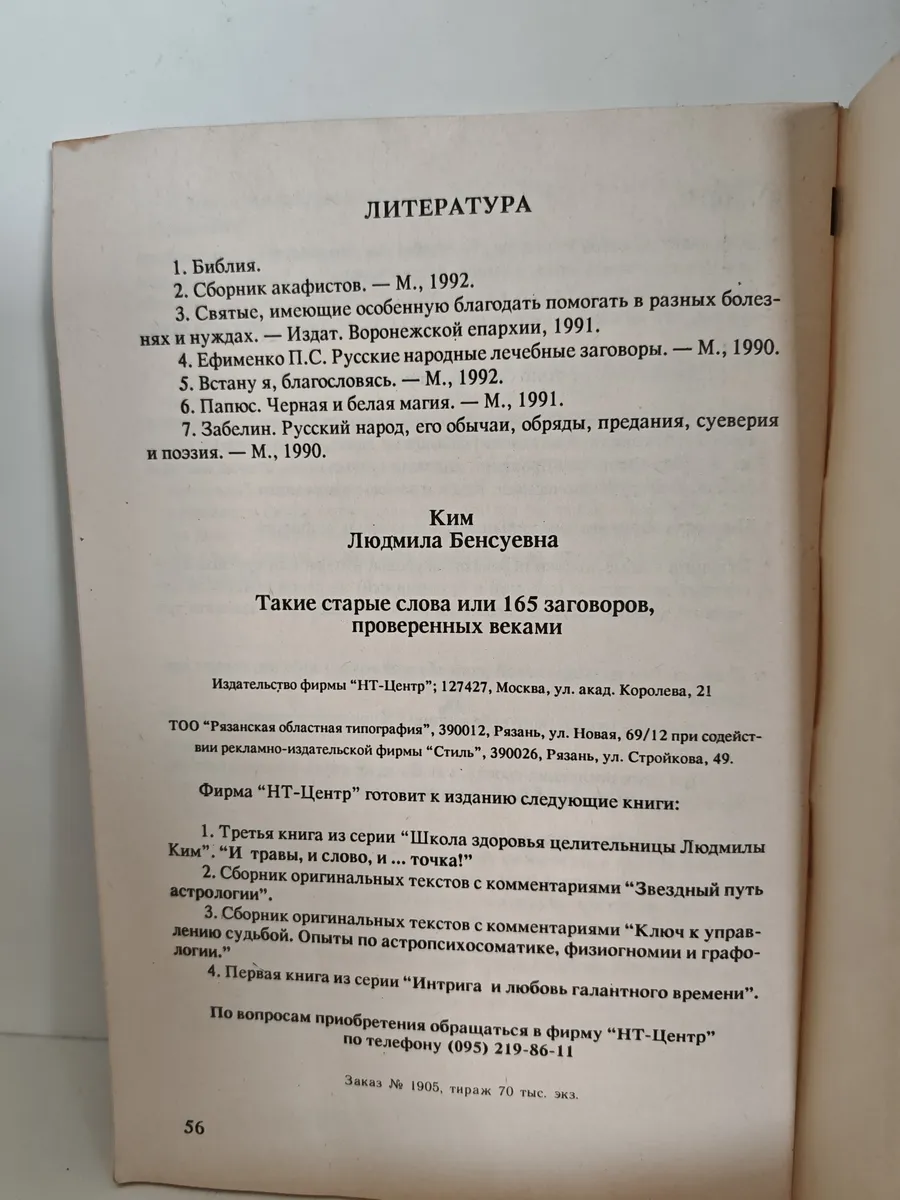 ЛИТЕРАТУРА
1. Библия.
2. Сборник акафистов. — М., 1992.
3. Святые, имеющие особенную благодать помогать в разных болез-
нях и нуждах. — Издат. Воронежской епархии, 1991.
4. Ефименко П.С. Русские народные лечебные заговоры. — М., 1990.
5. Встану я, благословясь. — М., 1992.
6. Папюс. Черная и белая магия. — М., 1991.
7. Забелин. Русский народ, его обычаи, обряды, предания, суеверия
и поэзия. — М., 1990.
Ким
Людмила Бенсуевна
Такие старые слова или 165 заговоров,
проверенных веками
Издательство фирмы “НТ-Центр”; 127427, Москва, ул. акад. Королева, 21
ТОО “Рязанская областная типография”, 390012, Рязань, ул. Новая, 69/12 при содейст-
вии рекламно-издательской фирмы “Стиль”, 390026, Рязань, ул. Стройкова, 49.
Фирма “НТ-Центр” готовит к изданию следующие книги:
1. Третья книга из серии “Школа здоровья целительницы Людмилы
Ким”. “И травы, и слово, и ... точка!”
2. Сборник оригинальных текстов с комментариями “Звездный путь
астрологии”.
3. Сборник оригинальных текстов с комментариями “Ключ к управ-
лению судьбой. Опыты по астропсихосоматике, физиогномии и графо-
логии.”
4. Первая книга из серии “Интрига и любовь галантного времени”.
По вопросам приобретения обращаться в фирму “НТ-Центр”
по телефону (095) 219-86-11
Заказ № 1905, тираж 70 тыс. экз.
56